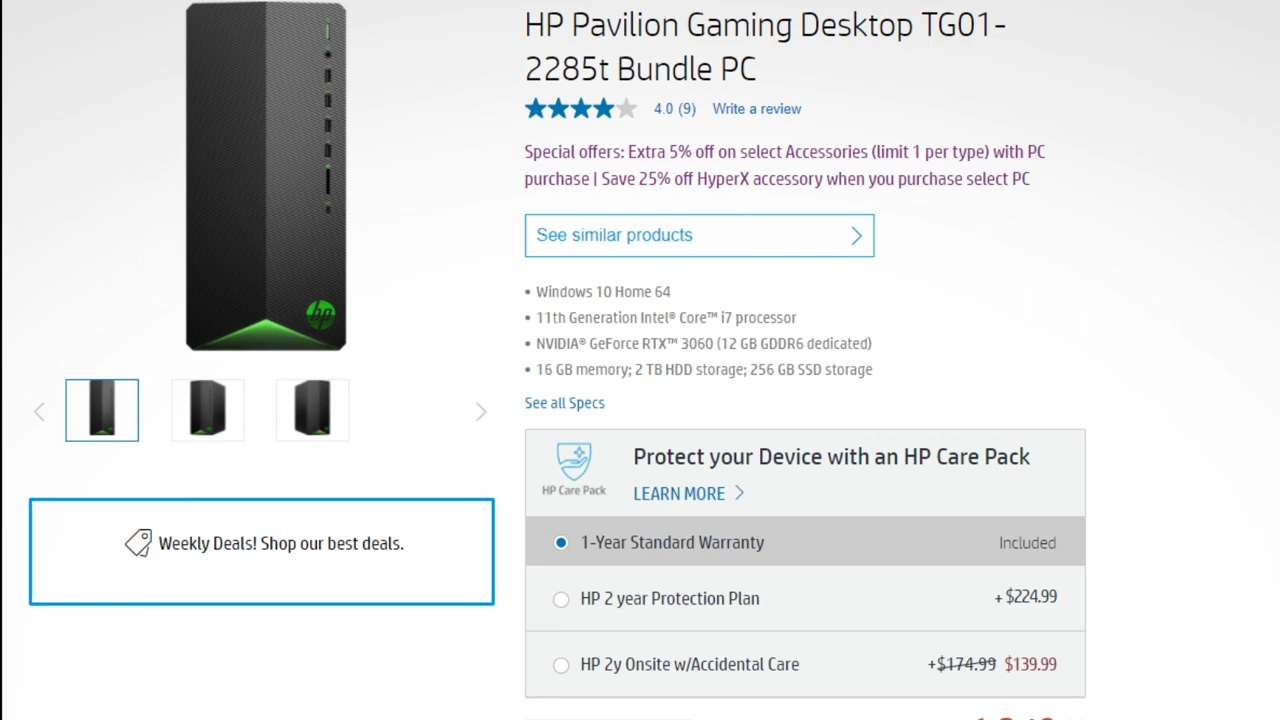 HP Pavilion Gaming Desktop TG01-
2285t Bundle PC
4.0 (9) Write a review
Special offers: Extra 5% off on select Accessories (limit 1 per type) with PC
purchase | Save 25% off HyperX accessory when you purchase select PC
See similar products
• Windows 10 Home 64
• 11th Generation Intel® Core™ i7 processor
• NVIDIA® GeForce RTX™ 3060 (12 GB GDDR6 dedicated)
• 16 GB memory; 2 TB HDD storage; 256 GB SSD storage
See all Specs
hp
Weekly Deals! Shop our best deals.
Protect your Device with an HP Care Pack
HP Care Pack
LEARN MORE
1-Year Standard Warranty Included
HP 2 year Protection Plan + $224.99
HP 2y Onsite w/Accidental Care +$174.99 $139.99